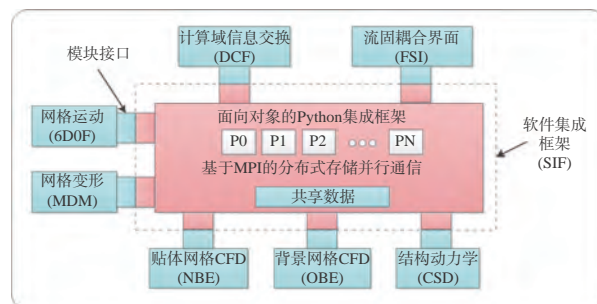 计算域信息交换
(DCF)
流固耦合界面
(FSI)
模块接口
网格运动
(6D0F)
面向对象的Python集成框架
P0 P1 P2 PN
基于MPI的分布式存储并行通信
共享数据
软件集成
框架
(SIF)
网格变形
(MDM)
贴体网格CFD
(NBE)
背景网格CFD
(OBE)
结构动力学
(CSD)